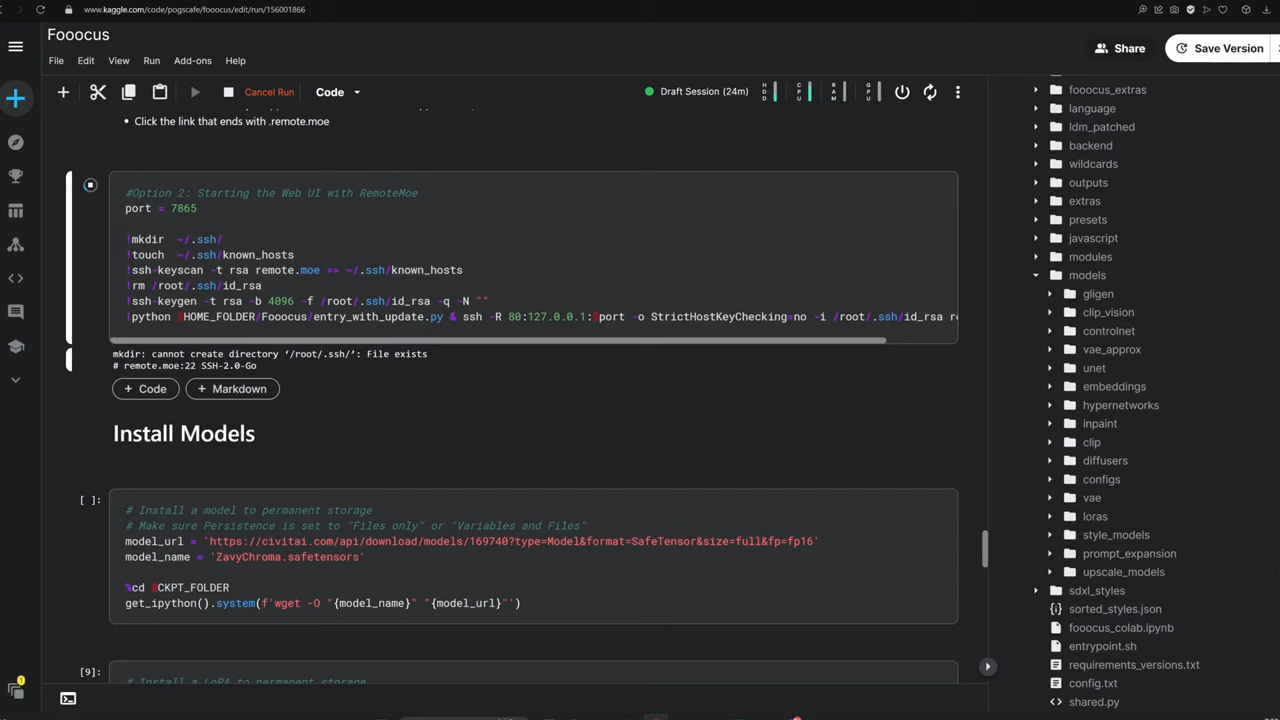 www.kaggle.com/code/pogscafe/fooocus/edit/run/156001866
Fooocus
Share
Save Version
File Edit View Run Add-ons Help
Cancel Run
Code
Draft Session (24m)
HDD
CPU
RAM
GPU
Click the link that ends with .remote.moe
#Option 2: Starting the Web UI with RemoteMoe
port = 7865
!mkdir  ~/.ssh/
!touch  ~/.ssh/known_hosts
!ssh-keyscan -t rsa remote.moe >> ~/.ssh/known_hosts
!rm /root/.ssh/id_rsa
!ssh-keygen -t rsa -b 4096 -f /root/.ssh/id_rsa -q -N ""
!python $HOME_FOLDER/Fooocus/entry_with_update.py & ssh -R 80:127.0.0.1:$port -o StrictHostKeyChecking=no -i /root/.ssh/id_rsa re
mkdir: cannot create directory ‘/root/.ssh/’: File exists
# remote.moe:22 SSH-2.0-Go
+ Code
+ Markdown
Install Models
[ ]:
# Install a model to permanent storage
# Make sure Persistence is set to "Files only" or "Variables and Files"
model_url = 'https://civitai.com/api/download/models/169740?type=Model&format=SafeTensor&size=full&fp=fp16'
model_name = 'ZavyChroma.safetensors'
%cd $CKPT_FOLDER
get_ipython().system(f'wget -O "{model_name}" "{model_url}"')
[9]:
# Install a LoRA to permanent storage
fooocus_extras
language
ldm_patched
backend
wildcards
outputs
extras
presets
javascript
modules
models
gligen
clip_vision
controlnet
vae_approx
unet
embeddings
hypernetworks
inpaint
clip
diffusers
configs
vae
loras
style_models
prompt_expansion
upscale_models
sdxl_styles
sorted_styles.json
fooocus_colab.ipynb
entrypoint.sh
requirements_versions.txt
config.txt
shared.py
1